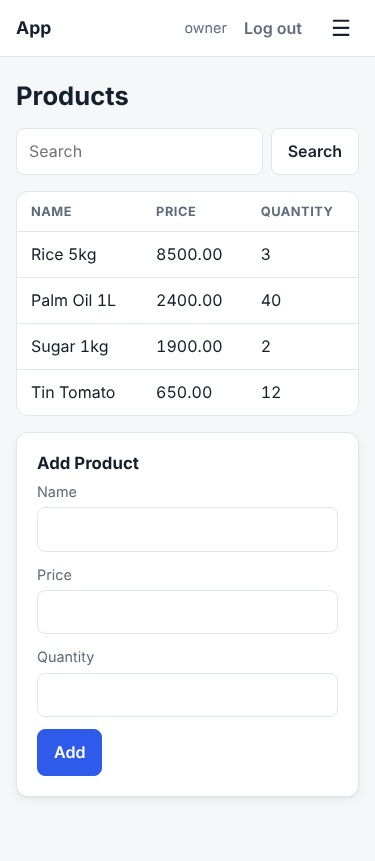 App owner Log out ☰
Products
Search Search
NAME PRICE QUANTITY
Rice 5kg 8500.00 3
Palm Oil 1L 2400.00 40
Sugar 1kg 1900.00 2
Tin Tomato 650.00 12
Add Product
Name
Price
Quantity
Add